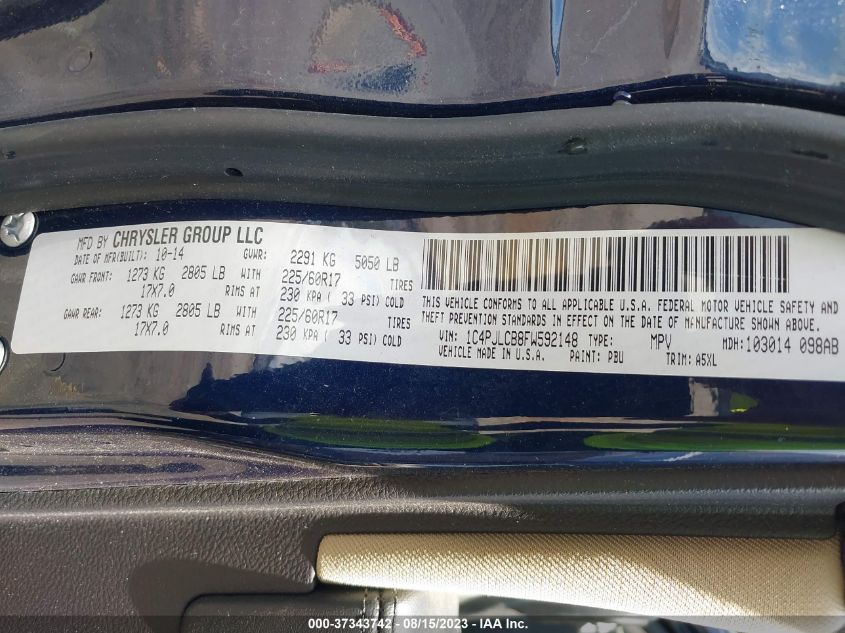 MFD BY CHRYSLER GROUP LLC
DATE OF MFR(BUILT): 10-14 GVWR: 2291 KG 5050 LB
GAWR FRONT: 1273 KG 2805 LB WITH 225/60R17 TIRES
17X7.0 RIMS AT 230 KPA ( 33 PSI) COLD
GAWR REAR: 1273 KG 2805 LB WITH 225/60R17 TIRES
17X7.0 RIMS AT 230 KPA ( 33 PSI) COLD
THIS VEHICLE CONFORMS TO ALL APPLICABLE U.S.A. FEDERAL MOTOR VEHICLE SAFETY AND
THEFT PREVENTION STANDARDS IN EFFECT ON THE DATE OF MANUFACTURE SHOWN ABOVE.
VIN: 1C4PJLCB8FW592148 TYPE: MPV MDH:103014 098AB
VEHICLE MADE IN U.S.A. PAINT: PBU TRIM: A5XL
000-37343742 - 08/15/2023 - IAA Inc.